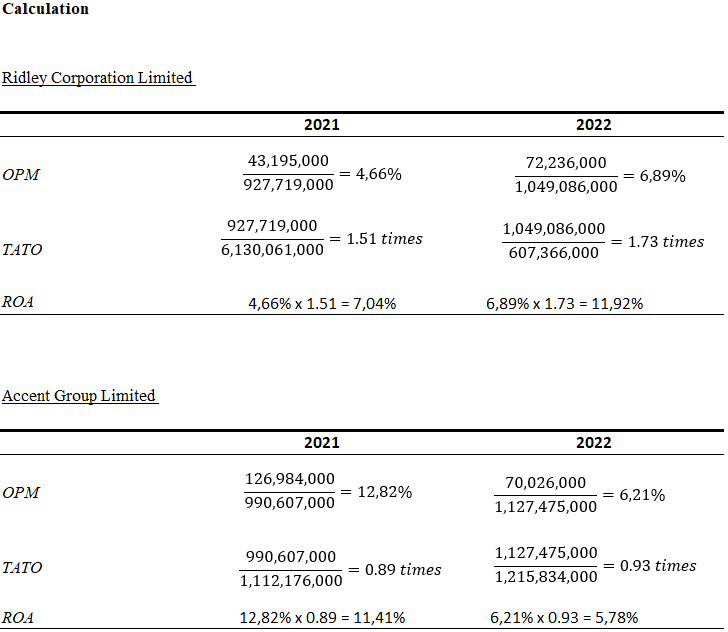 Calculation
Ridley Corporation Limited
2021 2022
OPM 43,195,000/927,719,000 = 4,66% 72,236,000/1,049,086,000 = 6,89%
TATO 927,719,000/6,130,061,000 = 1.51 times 1,049,086,000/607,366,000 = 1.73 times
ROA 4,66% x 1.51 = 7,04% 6,89% x 1.73 = 11,92%
Accent Group Limited
2021 2022
OPM 126,984,000/990,607,000 = 12,82% 70,026,000/1,127,475,000 = 6,21%
TATO 990,607,000/1,112,176,000 = 0.89 times 1,127,475,000/1,215,834,000 = 0.93 times
ROA 12,82% x 0.89 = 11,41% 6,21% x 0.93 = 5,78%